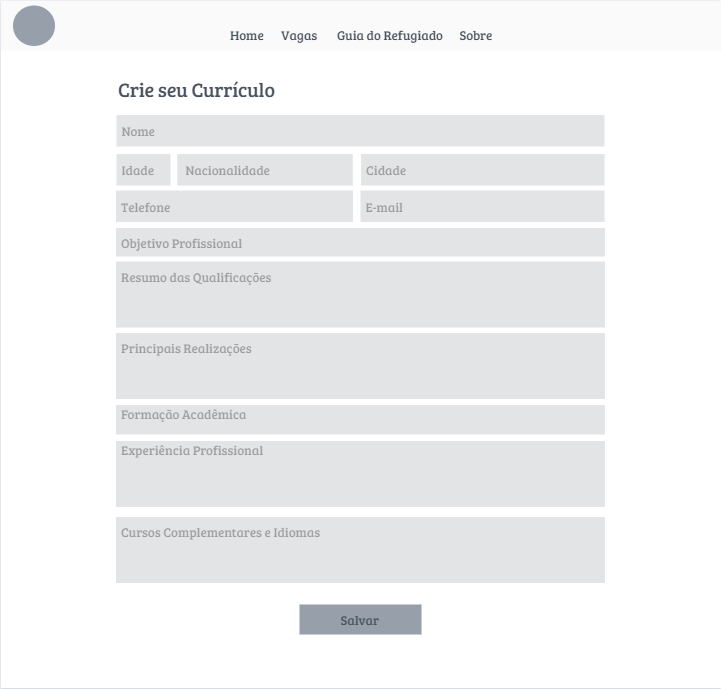 Home Vagas Guia do Refugiado Sobre
Crie seu Currículo
Nome
Idade Nacionalidade Cidade
Telefone E-mail
Objetivo Profissional
Resumo das Qualificações
Principais Realizações
Formação Acadêmica
Experiência Profissional
Cursos Complementares e Idiomas
Salvar